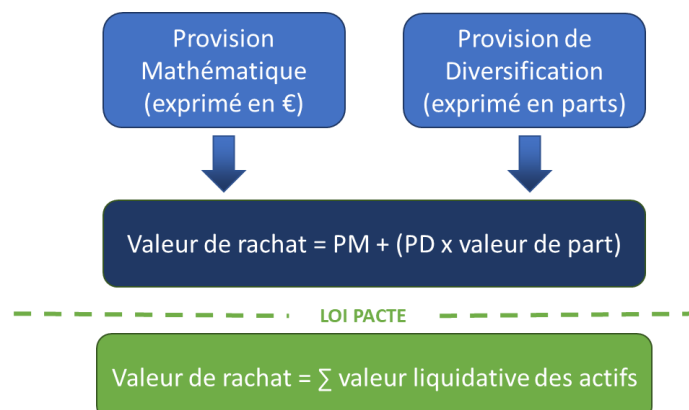 Provision
Mathématique
(exprimé en €)
Provision de
Diversification
(exprimé en parts)
Valeur de rachat = PM + (PD x valeur de part)
LOI PACTE
Valeur de rachat = ∑ valeur liquidative des actifs